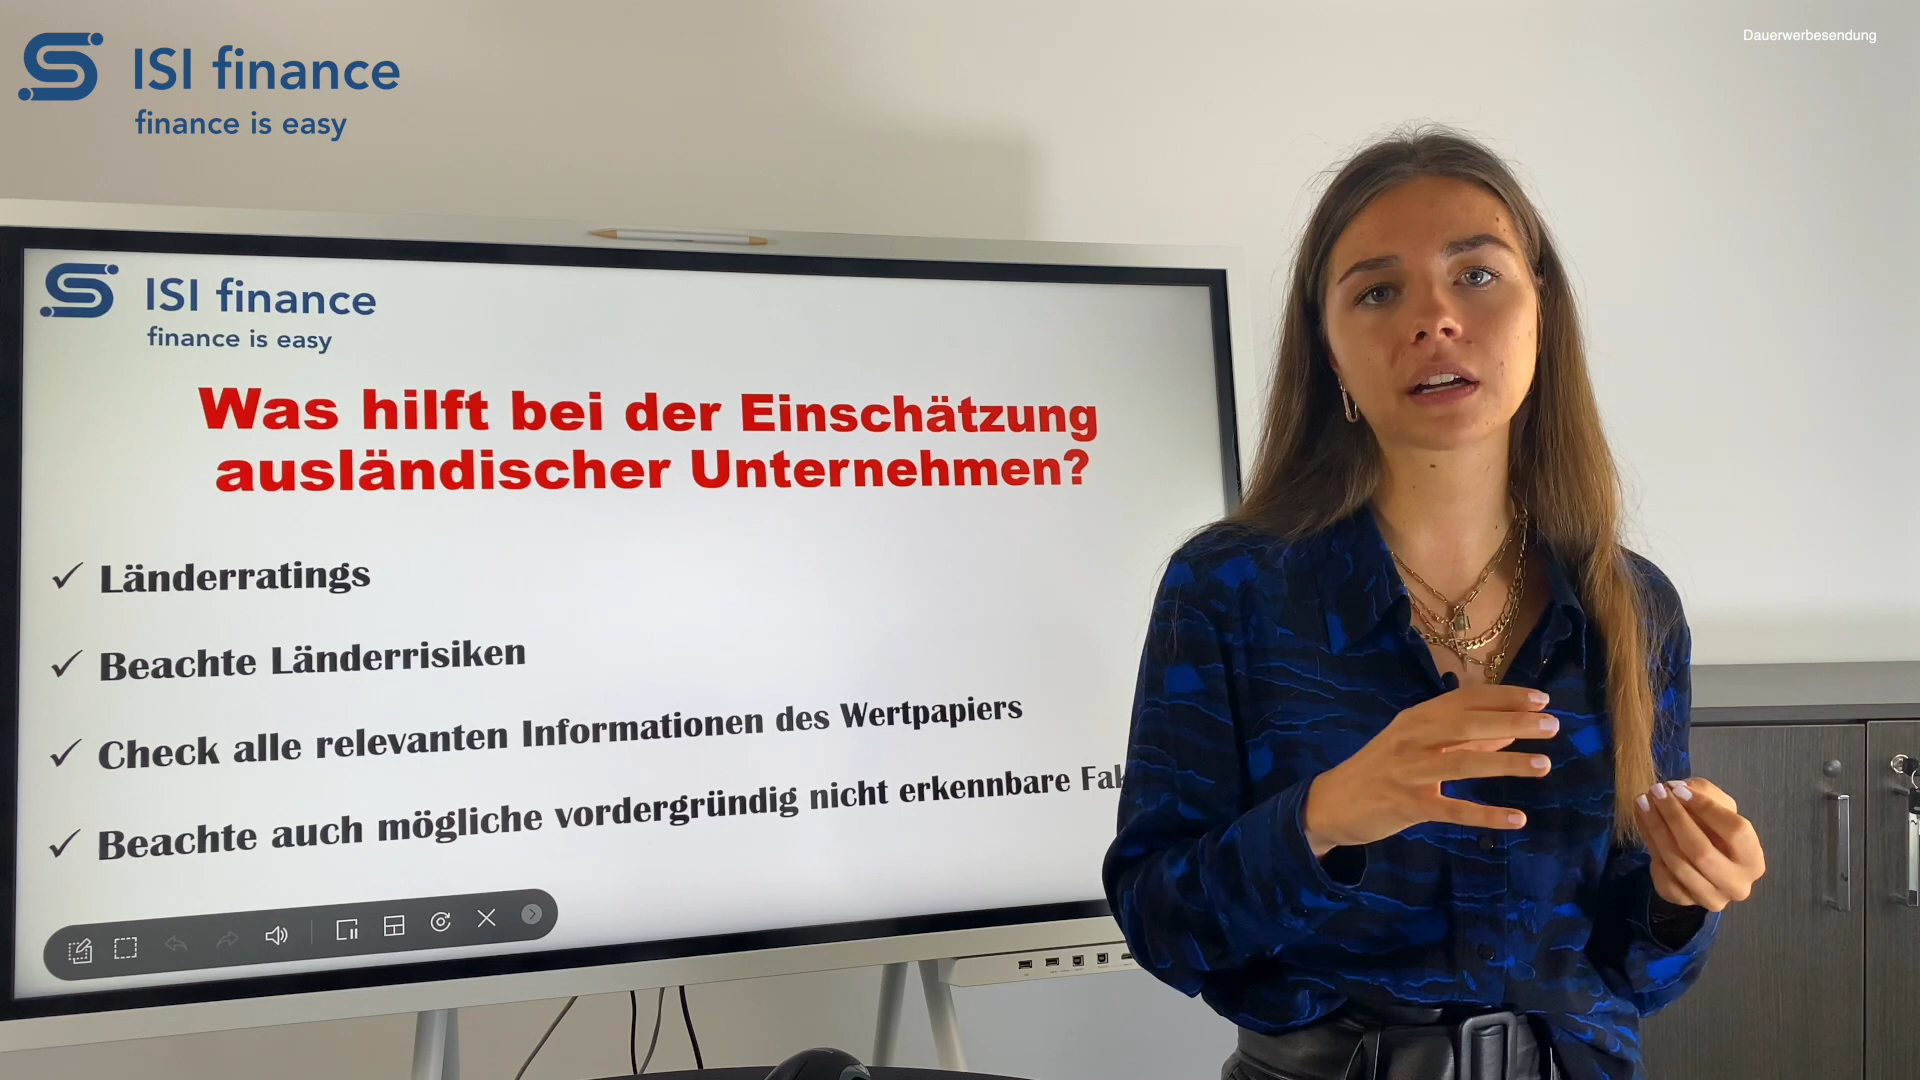 ISI finance
finance is easy
Dauerwerbesendung
ISI finance
finance is easy
Was hilft bei der Einschätzung
ausländischer Unternehmen?
✓ Länderratings
✓ Beachte Länderrisiken
✓ Check alle relevanten Informationen des Wertpapiers
✓ Beachte auch mögliche vordergründig nicht erkennbare